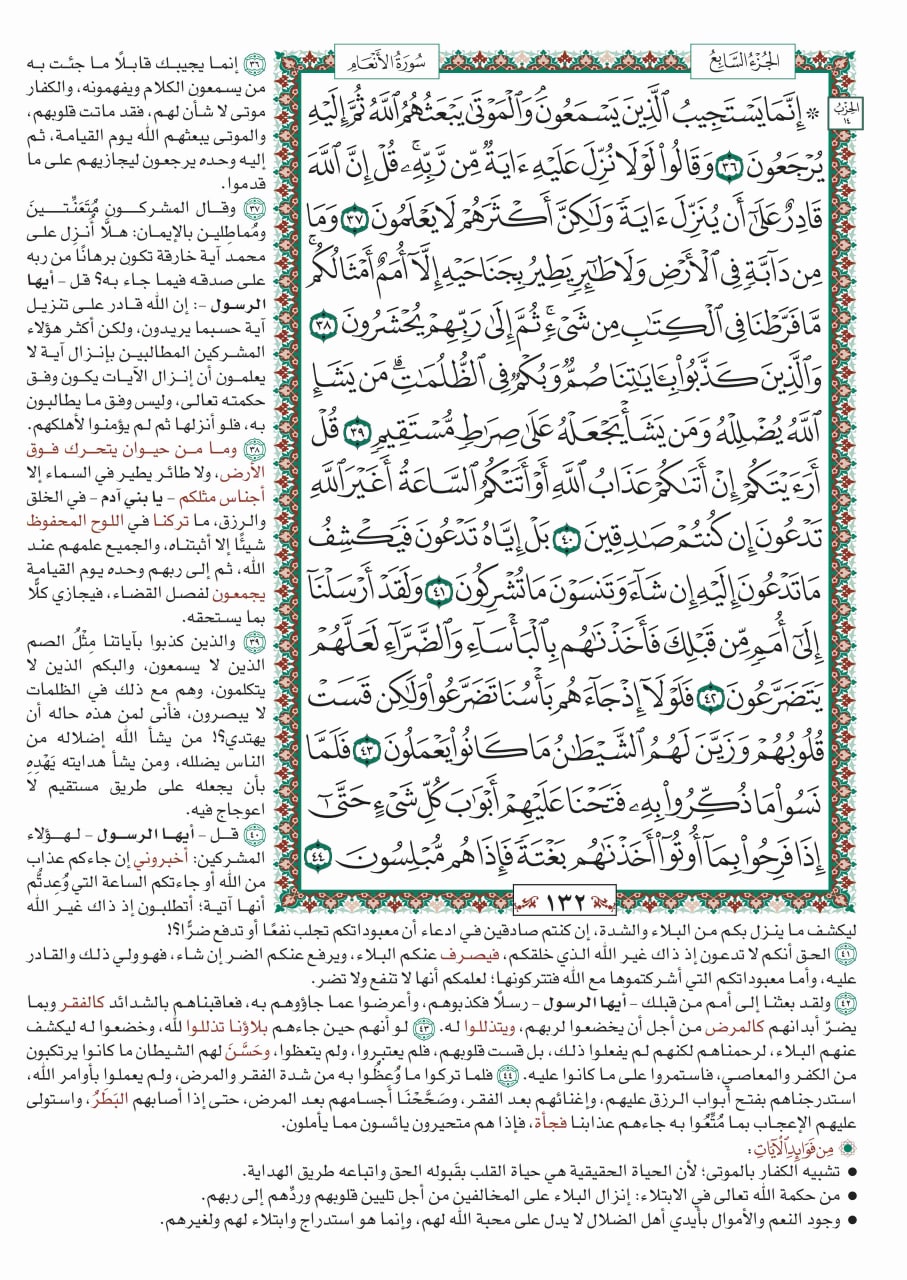 الجُزْءُ السَّابِعُ
سُورَةُ الأَنْعَامِ
الحِزْبُ
١٤
۞ إِنَّمَا يَسْتَجِيبُ الَّذِينَ يَسْمَعُونَۘ وَالْمَوْتَىٰ يَبْعَثُهُمُ اللَّهُ ثُمَّ إِلَيْهِ
يُرْجَعُونَ ٣٦ وَقَالُوا لَوْلَا نُزِّلَ عَلَيْهِ ءَايَةٌ مِّن رَّبِّهِۦۚ قُلْ إِنَّ اللَّهَ
قَادِرٌ عَلَىٰٓ أَن يُنَزِّلَ ءَايَةً وَلَٰكِنَّ أَكْثَرَهُمْ لَا يَعْلَمُونَ ٣٧ وَمَا
مِن دَآبَّةٍ فِي الْأَرْضِ وَلَا طَٰٓئِرٍ يَطِيرُ بِجَنَاحَيْهِ إِلَّآ أُمَمٌ أَمْثَالُكُمۚ
مَّا فَرَّطْنَا فِي الْكِتَٰبِ مِن شَيْءٍۚ ثُمَّ إِلَىٰ رَبِّهِمْ يُحْشَرُونَ ٣٨
وَالَّذِينَ كَذَّبُوا بِـَٔايَٰتِنَا صُمٌّ وَبُكْمٌ فِي الظُّلُمَٰتِۗ مَن يَشَإِ
اللَّهُ يُضْلِلْهُ وَمَن يَشَأْ يَجْعَلْهُ عَلَىٰ صِرَٰطٍ مُّسْتَقِيمٍ ٣٩ قُلْ
أَرَءَيْتَكُمْ إِنْ أَتَىٰكُمْ عَذَابُ اللَّهِ أَوْ أَتَتْكُمُ السَّاعَةُ أَغَيْرَ اللَّهِ
تَدْعُونَ إِن كُنتُمْ صَٰدِقِينَ ٤٠ بَلْ إِيَّاهُ تَدْعُونَ فَيَكْشِفُ
مَا تَدْعُونَ إِلَيْهِ إِن شَآءَ وَتَنسَوْنَ مَا تُشْرِكُونَ ٤١ وَلَقَدْ أَرْسَلْنَآ
إِلَىٰٓ أُمَمٍ مِّن قَبْلِكَ فَأَخَذْنَٰهُم بِالْبَأْسَآءِ وَالضَّرَّآءِ لَعَلَّهُمْ
يَتَضَرَّعُونَ ٤٢ فَلَوْلَآ إِذْ جَآءَهُم بَأْسُنَا تَضَرَّعُوا وَلَٰكِن قَسَتْ
قُلُوبُهُمْ وَزَيَّنَ لَهُمُ الشَّيْطَٰنُ مَا كَانُوا يَعْمَلُونَ ٤٣ فَلَمَّا
نَسُوا مَا ذُكِّرُوا بِهِۦ فَتَحْنَا عَلَيْهِمْ أَبْوَٰبَ كُلِّ شَيْءٍ حَتَّىٰٓ
إِذَا فَرِحُوا بِمَآ أُوتُوٓا أَخَذْنَٰهُم بَغْتَةً فَإِذَا هُم مُّبْلِسُونَ ٤٤
١٣٢
٣٦ إنما يجيبك قابلًا ما جئت به
من يسمعون الكلام ويفهمونه، والكفار
موتى لا شأن لهم، فقد ماتت قلوبهم،
والموتى يبعثهم الله يوم القيامة، ثم
إليه وحده يرجعون ليجازيهم على ما
قدموا.
٣٧ وقال المشركون مُتَعَنِّتين
ومُماطِلين بالإيمان: هلَّا أُنزِل على
محمد آية خارقة تكون برهانًا من ربه
على صدقه فيما جاء به؟ قل - أيها
الرسول -: إن الله قادر على تنزيل
آية حسبما يريدون، ولكن أكثر هؤلاء
المشركين المطالبين بإنزال آية لا
يعلمون أن إنزال الآيات يكون وفق
حكمته تعالى، وليس وفق ما يطالبون
به، فلو أنزلها ثم لم يؤمنوا لأهلكهم.
٣٨ وما من حيوان يتحرك فوق
الأرض، ولا طائر يطير في السماء إلا
أجناس مثلكم - يا بني آدم - في الخلق
والرزق، ما تركنا في اللوح المحفوظ
شيئًا إلا أثبتناه، والجميع علمهم عند
الله، ثم إلى ربهم وحده يوم القيامة
يجمعون لفصل القضاء، فيجازي كلًّا
بما يستحقه.
٣٩ والذين كذبوا بآياتنا مِثْلُ الصم
الذين لا يسمعون، والبكم الذين لا
يتكلمون، وهم مع ذلك في الظلمات
لا يبصرون، فأنى لمن هذه حاله أن
يهتدي؟! من يشأ الله إضلاله من
الناس يضلله، ومن يشأ هدايته يَهْدِهِ
بأن يجعله على طريق مستقيم لا
اعوجاج فيه.
٤٠ قل - أيها الرسول - لهؤلاء
المشركين: أخبروني إن جاءكم عذاب
من الله أو جاءتكم الساعة التي وُعِدتُّم
أنها آتية؛ أتطلبون إذ ذاك غير الله
ليكشف ما ينزل بكم من البلاء والشدة، إن كنتم صادقين في ادعاء أن معبوداتكم تجلب نفعًا أو تدفع ضرًّا؟!
٤١ الحق أنكم لا تدعون إذ ذاك غير الله الذي خلقكم، فيصرف عنكم البلاء، ويرفع عنكم الضر إن شاء، فهو ولي ذلك والقادر
عليه، وأما معبوداتكم التي أشركتموها مع الله فتتركونها؛ لعلمكم أنها لا تنفع ولا تضر.
٤٢ ولقد بعثنا إلى أمم من قبلك - أيها الرسول - رسلًا فكذبوهم، وأعرضوا عما جاؤوهم به، فعاقبناهم بالشدائد كالفقر وبما
يضرّ أبدانهم كالمرض من أجل أن يخضعوا لربهم، ويتذللوا له. ٤٣ لو أنهم حين جاءهم بلاؤنا تذللوا لله، وخضعوا له ليكشف
عنهم البلاء، لرحمناهم لكنهم لم يفعلوا ذلك، بل قست قلوبهم، فلم يعتبروا، ولم يتعظوا، وحَسَّنَ لهم الشيطان ما كانوا يرتكبون
من الكفر والمعاصي، فاستمروا على ما كانوا عليه. ٤٤ فلما تركوا ما وُعظُوا به من شدة الفقر والمرض، ولم يعملوا بأوامر الله،
استدرجناهم بفتح أبواب الرزق عليهم، وإغنائهم بعد الفقر، وصَحَّحْنَا أجسامهم بعد المرض، حتى إذا أصابهم البَطَرُ، واستولى
عليهم الإعجاب بما مُتِّعُوا به جاءهم عذابنا فجأة، فإذا هم متحيرون يائسون مما يأملون.
مِن فَوَائِدِ الْآيَاتِ:
• تشبيه الكفار بالموتى؛ لأن الحياة الحقيقية هي حياة القلب بقَبوله الحق واتباعه طريق الهداية.
• من حكمة الله تعالى في الابتلاء: إنزال البلاء على المخالفين من أجل تليين قلوبهم وردِّهم إلى ربهم.
• وجود النعم والأموال بأيدي أهل الضلال لا يدل على محبة الله لهم، وإنما هو استدراج وابتلاء لهم ولغيرهم.